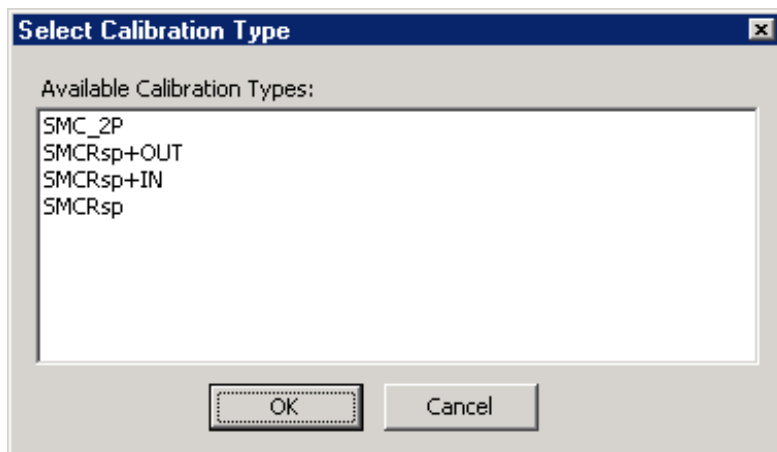 Select Calibration Type
Available Calibration Types:
SMC_2P
SMCRsp+OUT
SMCRsp+IN
SMCRsp
OK Cancel